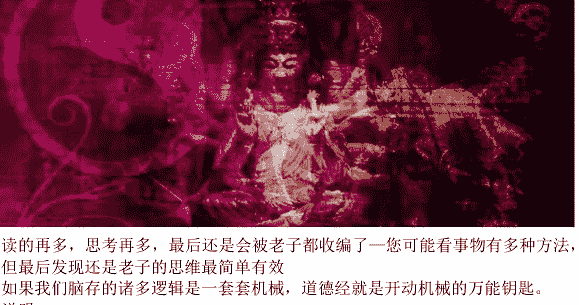 读的再多，思考再多，最后还是会被老子都收编了—您可能看事物有多种方法，
但最后发现还是老子的思维最简单有效
如果我们脑存的诸多逻辑是一套套机械，道德经就是开动机械的万能钥匙。